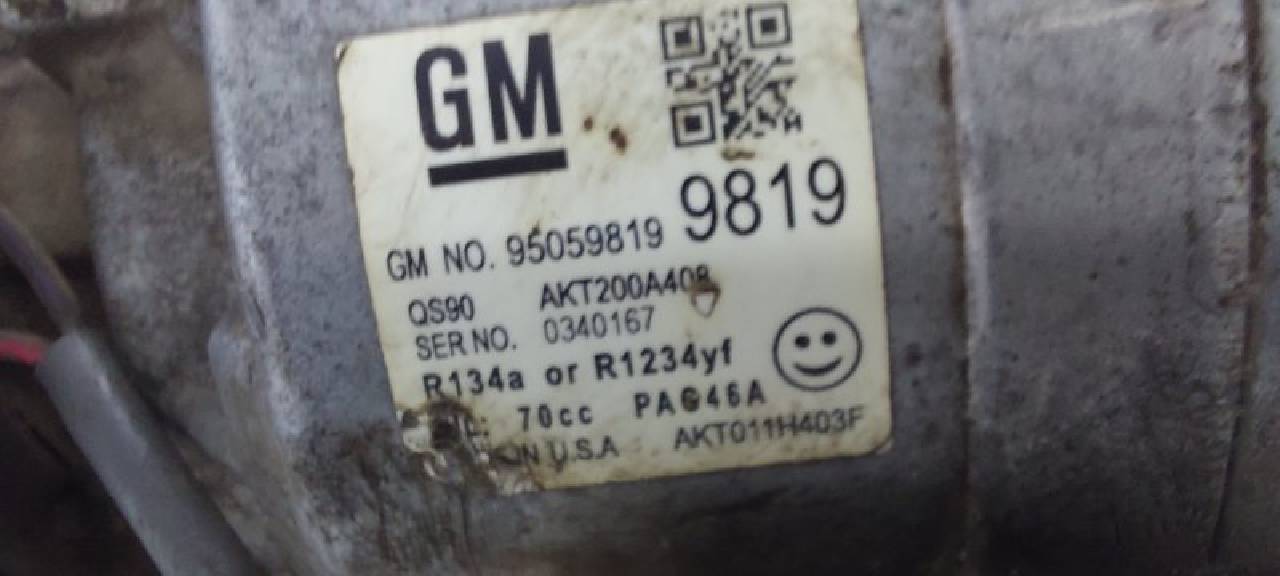 GM
9819
GM NO. 95059819
QS90 AKT200A408
SER NO. 0340167
R134a or R1234yf
70cc PAG46A
U.S.A AKT011H403F